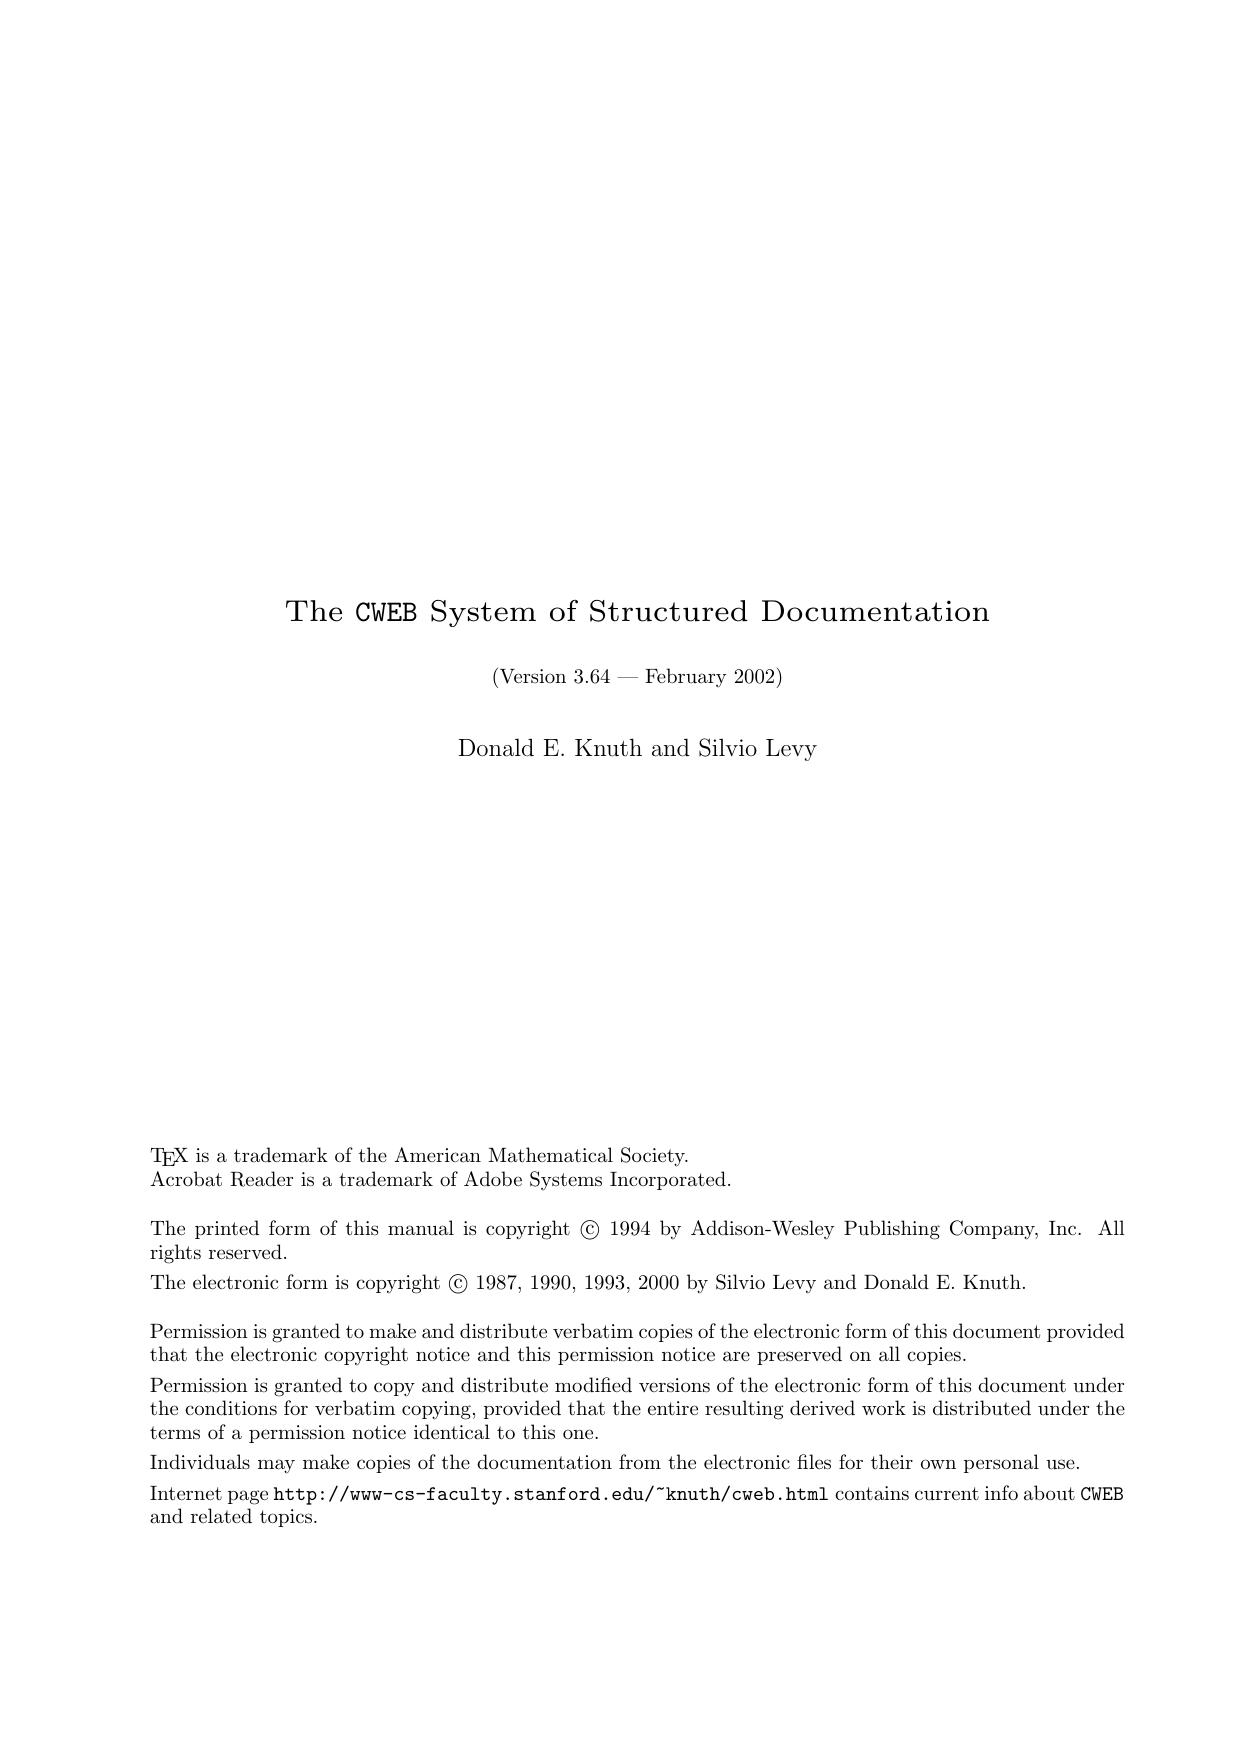 The CWEB System of Structured Documentation
(Version 3.64 — February 2002)
Donald E. Knuth and Silvio Levy
TEX is a trademark of the American Mathematical Society.
Acrobat Reader is a trademark of Adobe Systems Incorporated.
The printed form of this manual is copyright © 1994 by Addison-Wesley Publishing Company, Inc. All
rights reserved.
The electronic form is copyright © 1987, 1990, 1993, 2000 by Silvio Levy and Donald E. Knuth.
Permission is granted to make and distribute verbatim copies of the electronic form of this document provided
that the electronic copyright notice and this permission notice are preserved on all copies.
Permission is granted to copy and distribute modified versions of the electronic form of this document under
the conditions for verbatim copying, provided that the entire resulting derived work is distributed under the
terms of a permission notice identical to this one.
Individuals may make copies of the documentation from the electronic files for their own personal use.
Internet page http://www-cs-faculty.stanford.edu/~knuth/cweb.html contains current info about CWEB
and related topics.